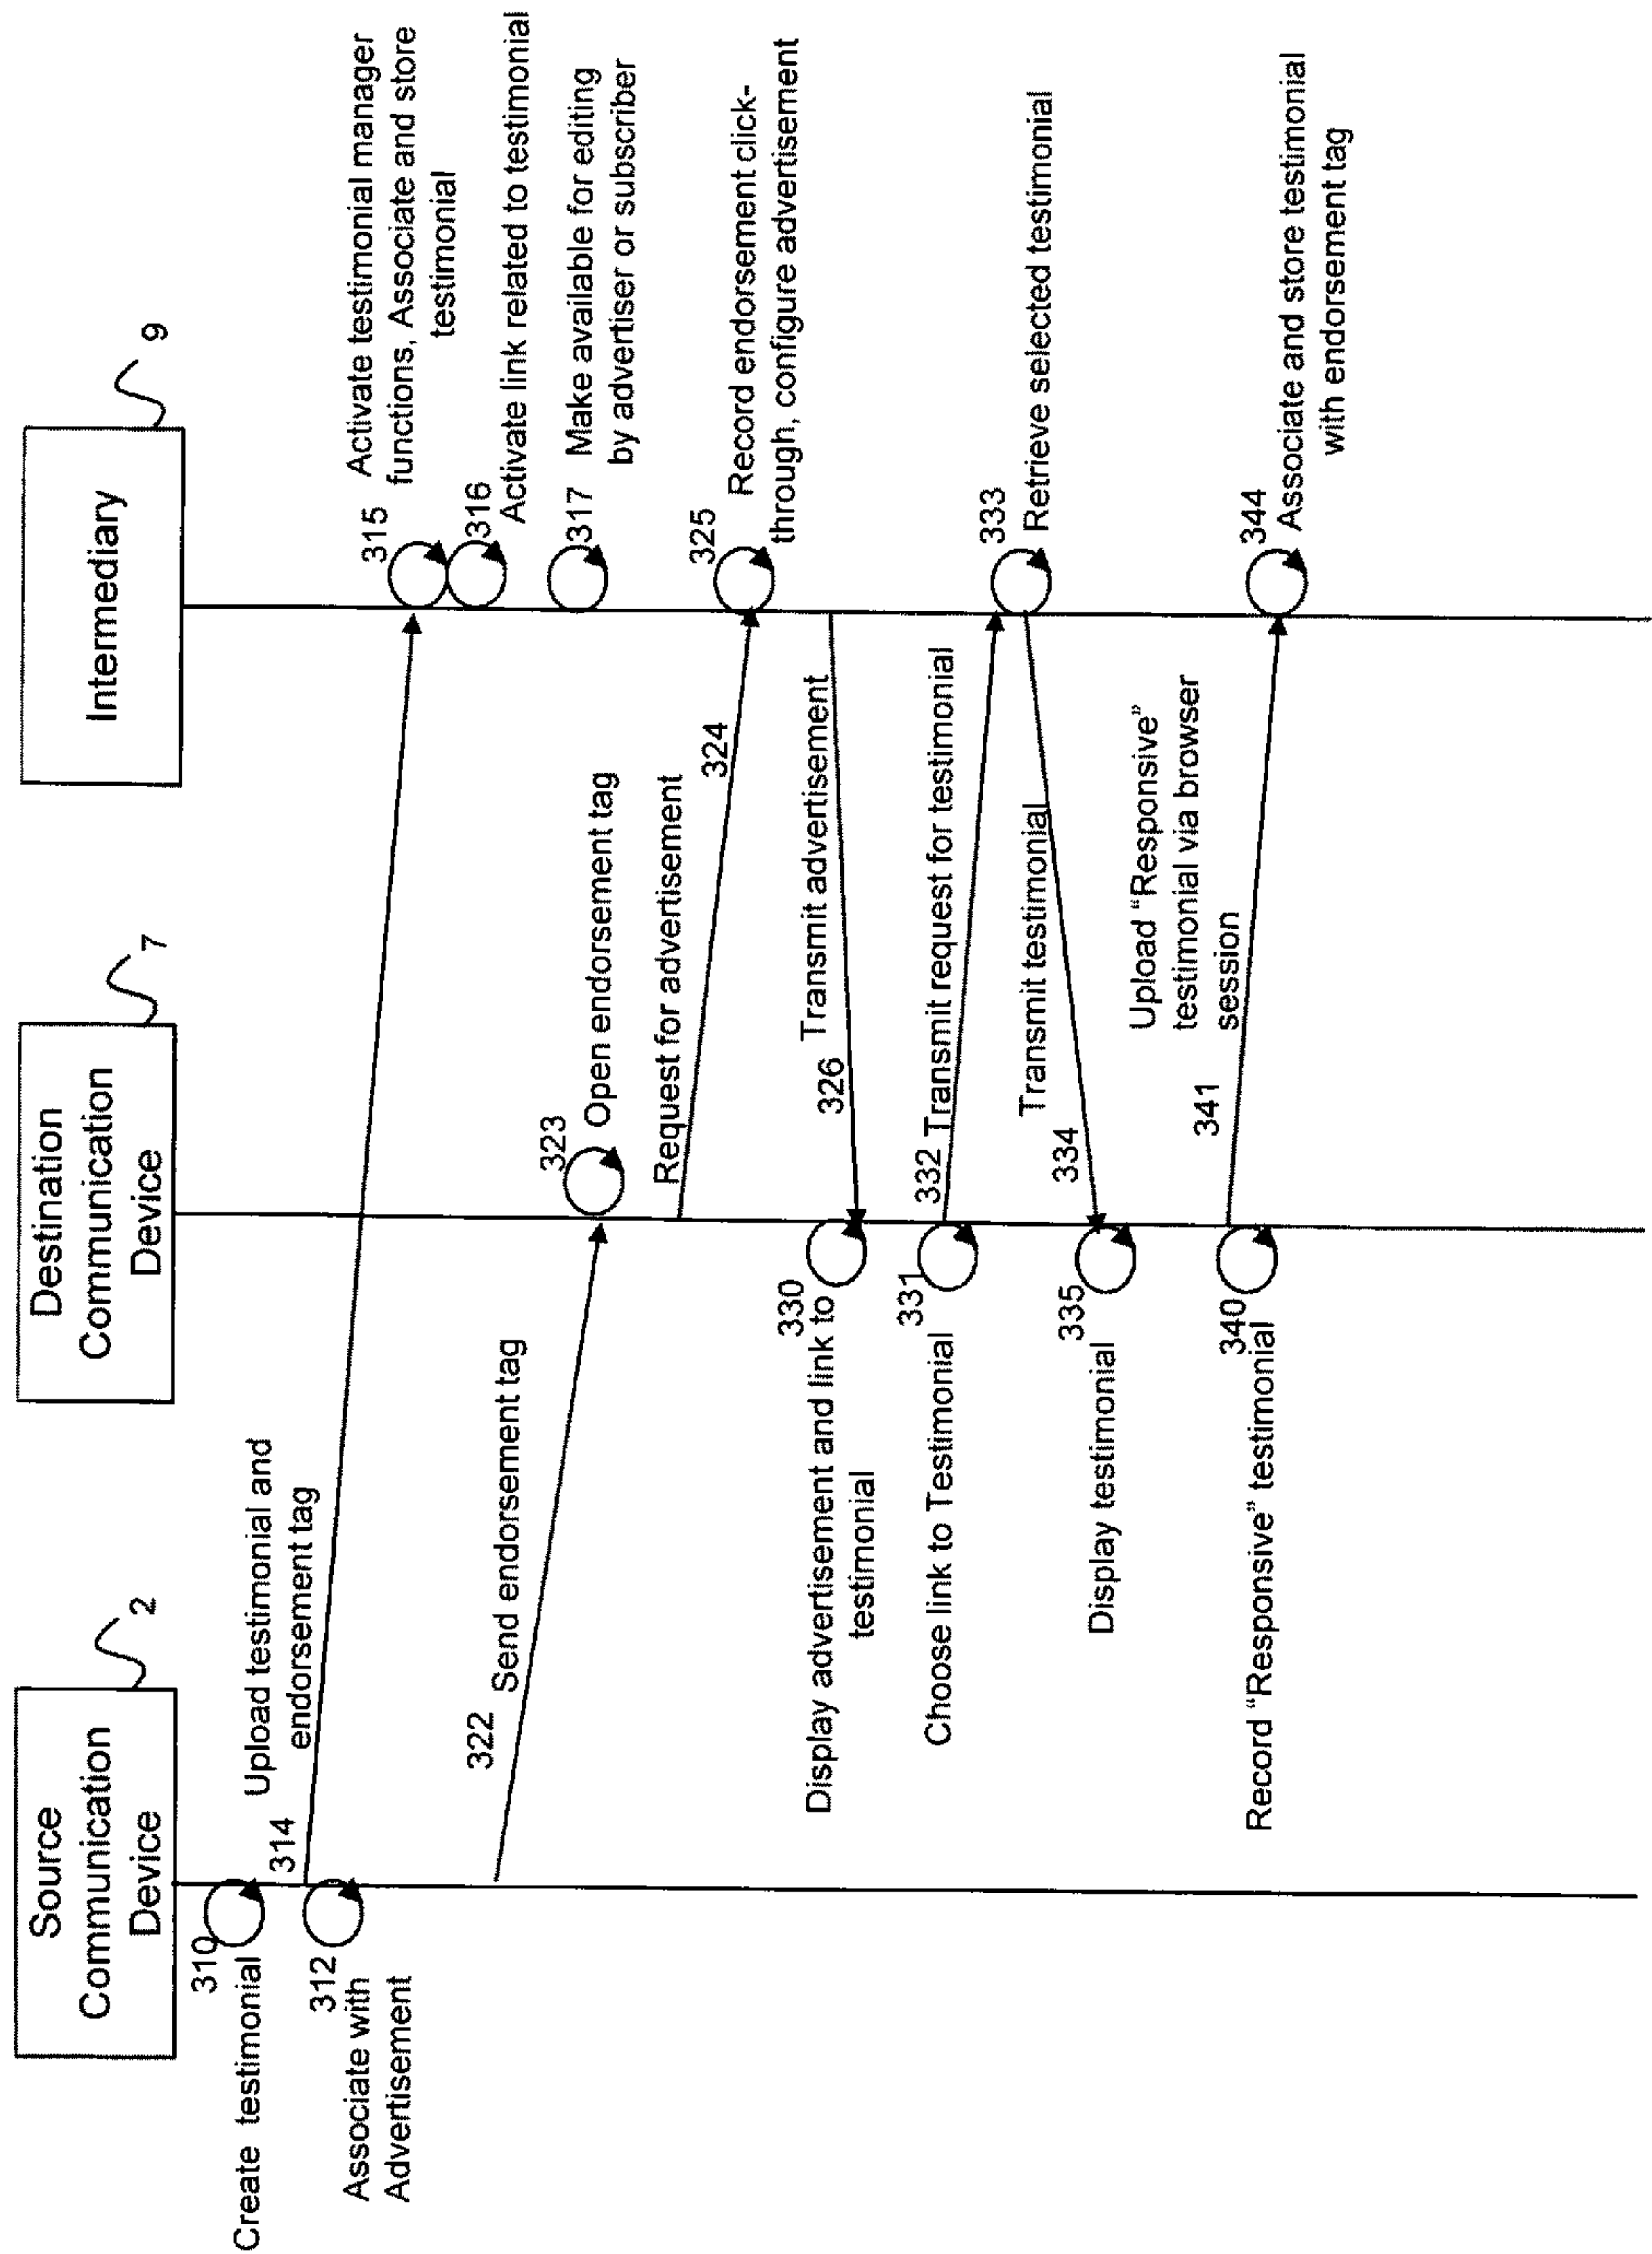 Source
Communication
Device
2
Destination
Communication
Device
7
Intermediary
9
310
Create testimonial
312
Associate with
Advertisement
314
Upload testimonial and
endorsement tag
315
Activate testimonial manager
functions, Associate and store
testimonial
316
Activate link related to testimonial
317
Make available for editing
by advertiser or subscriber
322
Send endorsement tag
323
Open endorsement tag
Request for advertisement
324
325
Record endorsement click-
through, configure advertisement
326
Transmit advertisement
330
Display advertisement and link to
testimonial
331
Choose link to Testimonial
332
Transmit request for testimonial
333
Retrieve selected testimonial
Transmit testimonial
334
335
Display testimonial
340
Record “Responsive” testimonial
Upload “Responsive”
testimonial via browser
session
341
344
Associate and store testimonial
with endorsement tag